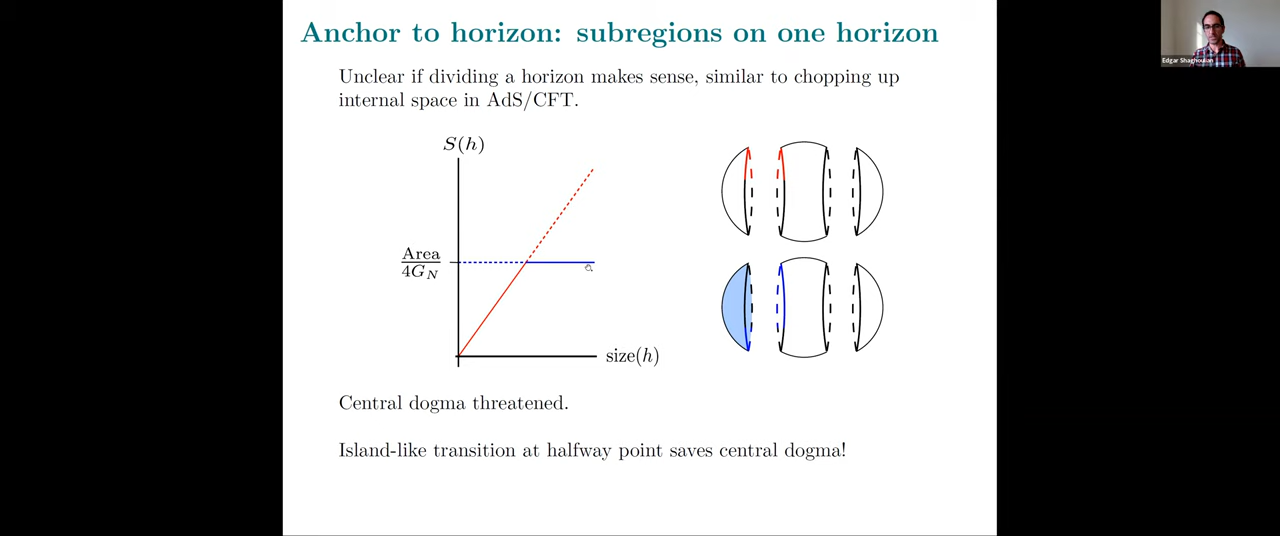 Anchor to horizon: subregions on one horizon
Edgar Shaghoulian
Unclear if dividing a horizon makes sense, similar to chopping up
internal space in AdS/CFT.
S(h)
Area
4G_N
size(h)
Central dogma threatened.
Island-like transition at halfway point saves central dogma!